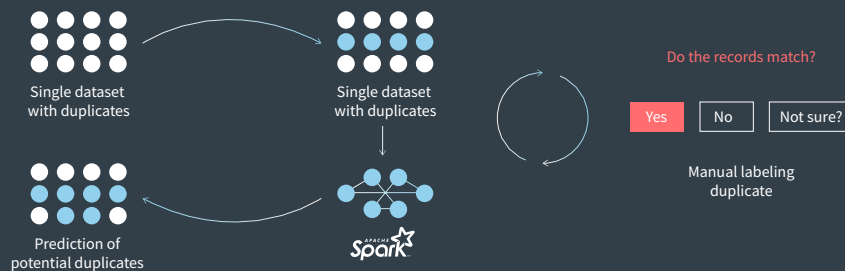 Single dataset
with duplicates
Single dataset
with duplicates
Do the records match?
Yes
No
Not sure?
Manual labeling
duplicate
Prediction of
potential duplicates
APACHE
Spark